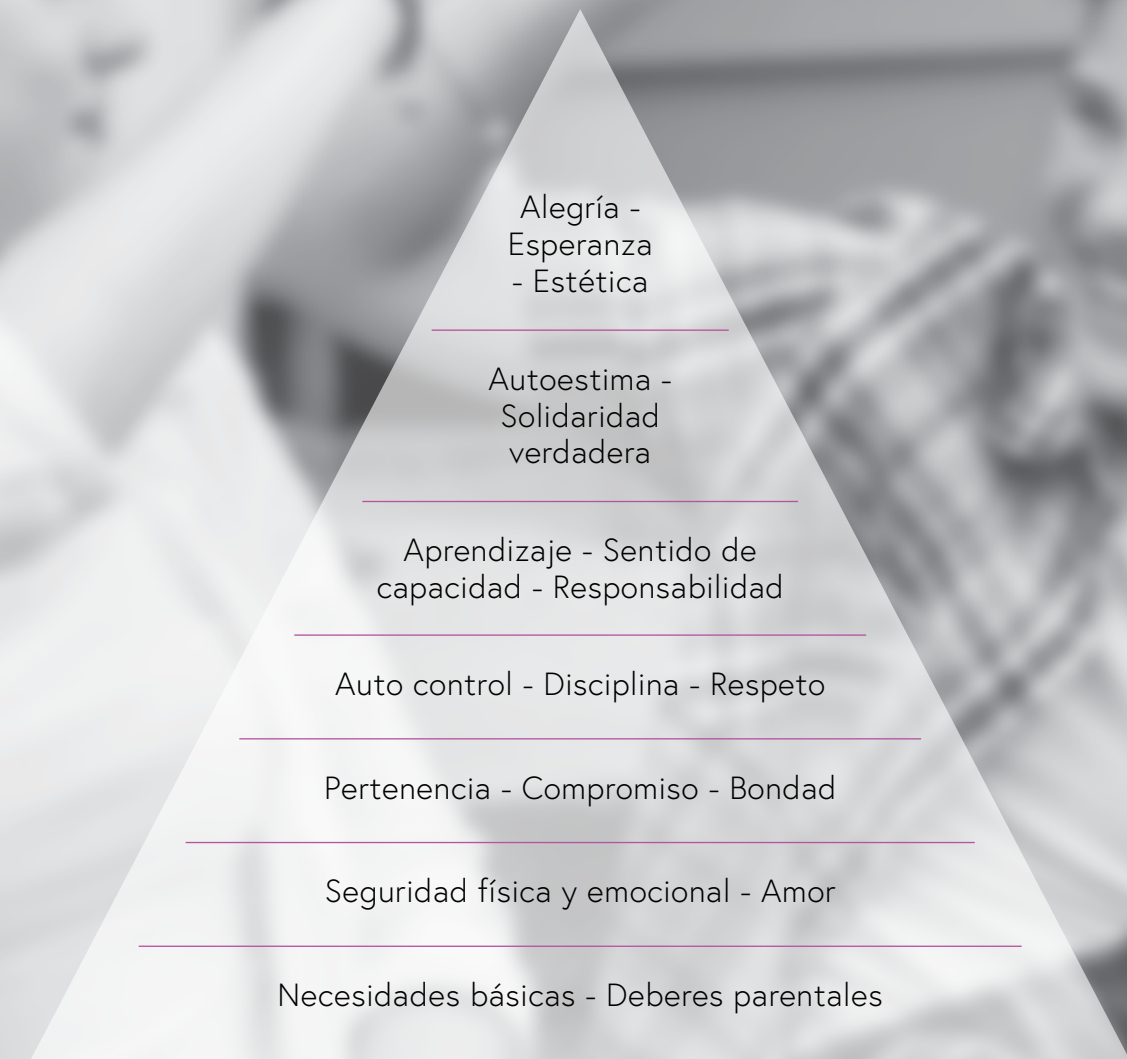 Alegría -
Esperanza
- Estética
Autoestima -
Solidaridad
verdadera
Aprendizaje - Sentido de
capacidad - Responsabilidad
Auto control - Disciplina - Respeto
Pertenencia - Compromiso - Bondad
Seguridad física y emocional - Amor
Necesidades básicas - Deberes parentales